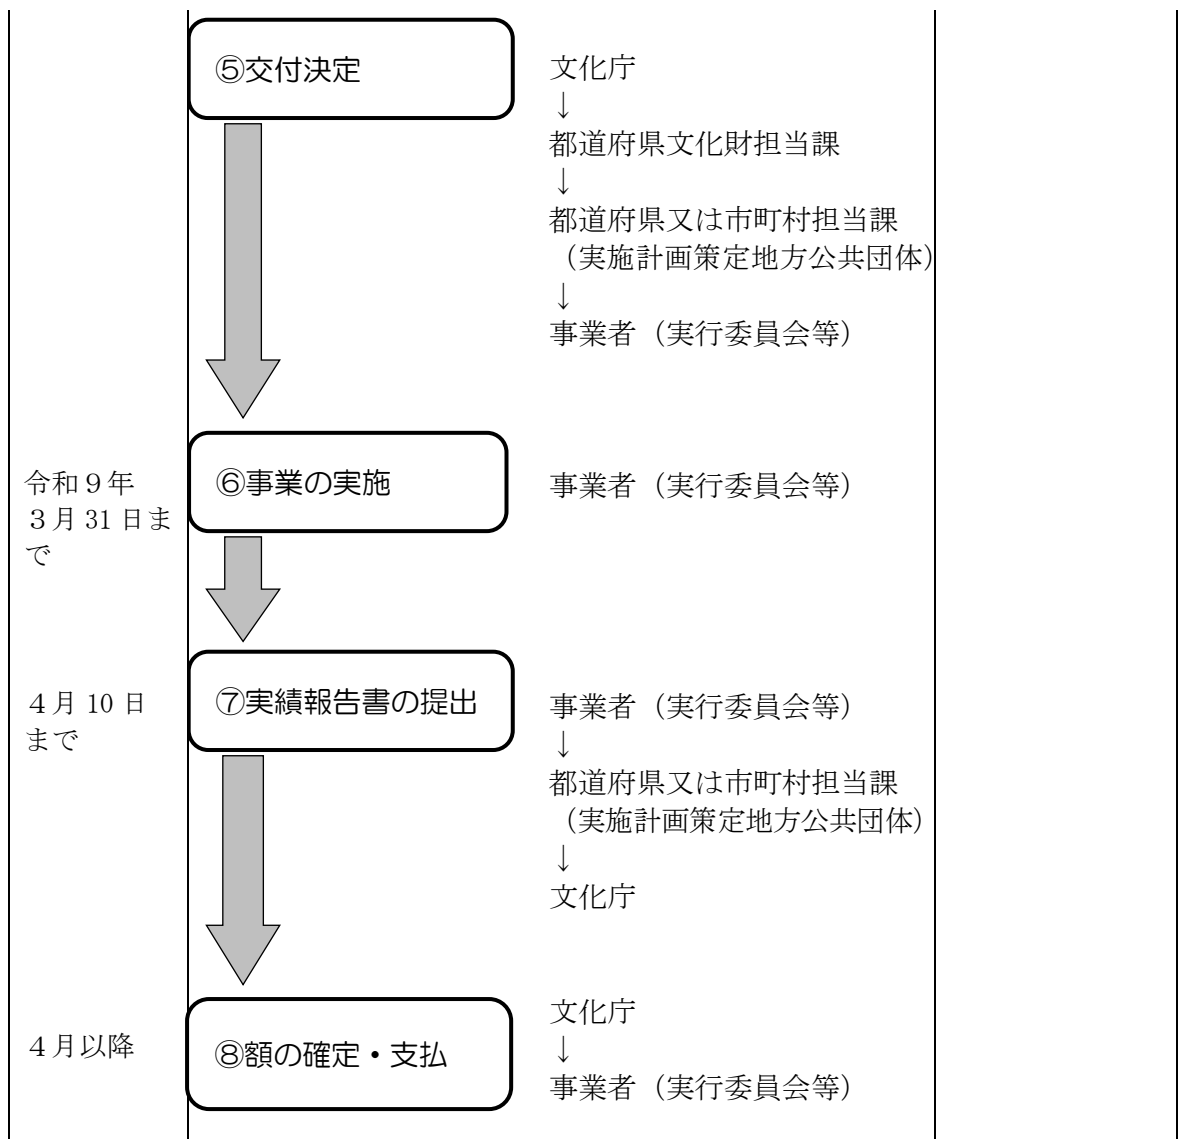 ⑤交付決定
文化庁
↓
都道府県文化財担当課
↓
都道府県又は市町村担当課
（実施計画策定地方公共団体）
↓
事業者（実行委員会等）
令和９年
３月 31 日ま
で
⑥事業の実施
事業者（実行委員会等）
４月 10 日
まで
⑦実績報告書の提出
事業者（実行委員会等）
↓
都道府県又は市町村担当課
（実施計画策定地方公共団体）
↓
文化庁
４月以降
⑧額の確定・支払
文化庁
↓
事業者（実行委員会等）